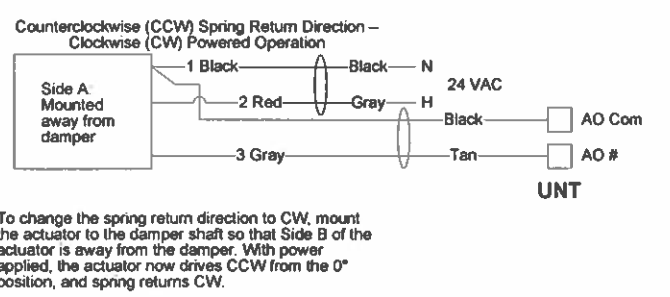 Counterclockwise (CCW) Spring Return Direction –
Clockwise (CW) Powered Operation
1 Black Black N
24 VAC
Side A:
Mounted
away from
damper
2 Red Gray H
Black AO Com
3 Gray Tan AO #
UNT
To change the spring return direction to CW, mount
the actuator to the damper shaft so that Side B of the
actuator is away from the damper. With power
applied, the actuator now drives CCW from the 0°
position, and spring returns CW.